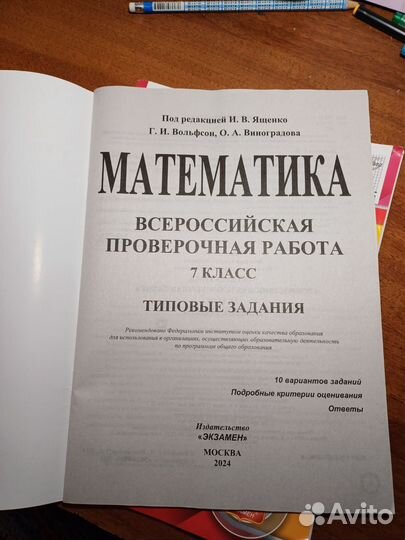 Под редакцией И. В. Ященко
Г. И. Вольфсон, О. А. Виноградова
МАТЕМАТИКА
ВСЕРОССИЙСКАЯ
ПРОВЕРОЧНАЯ РАБОТА
7 КЛАСС
ТИПОВЫЕ ЗАДАНИЯ
Рекомендовано Федеральным институтом оценки качества образования
для использования в организациях, осуществляющих образовательную деятельность
по программам общего образования
10 вариантов заданий
Подробные критерии оценивания
Ответы
Издательство
«ЭКЗАМЕН»
МОСКВА
2024
Avito